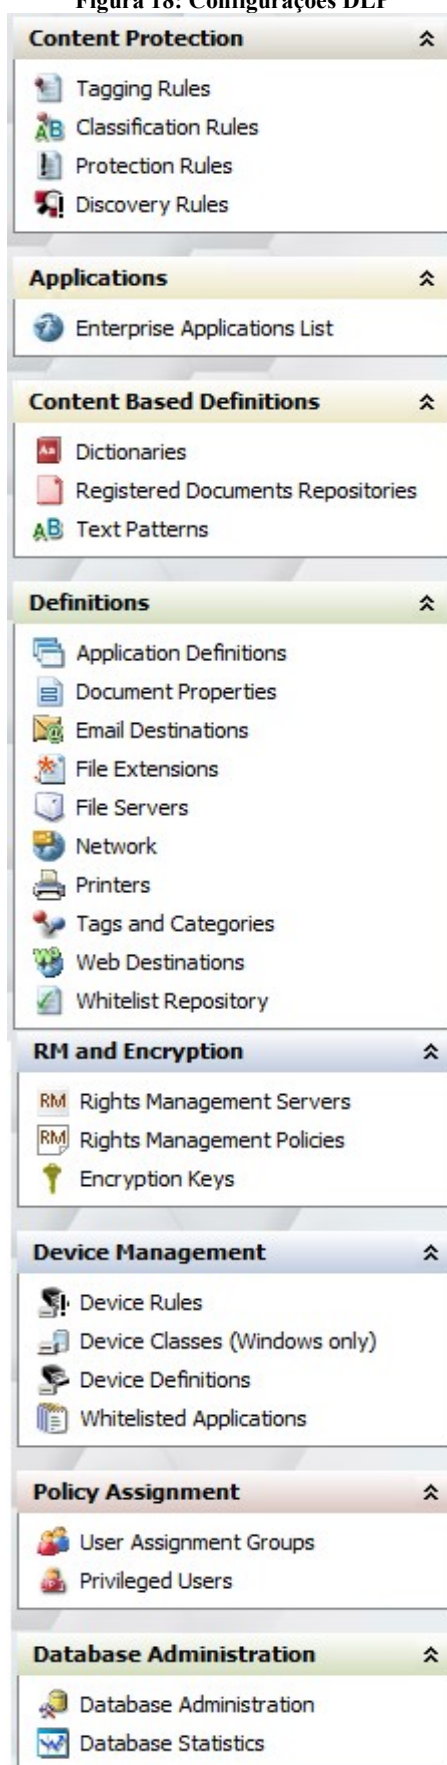 Figura 18: Configurações DLP
Content Protection
Tagging Rules
Classification Rules
Protection Rules
Discovery Rules
Applications
Enterprise Applications List
Content Based Definitions
Dictionaries
Registered Documents Repositories
Text Patterns
Definitions
Application Definitions
Document Properties
Email Destinations
File Extensions
File Servers
Network
Printers
Tags and Categories
Web Destinations
Whitelist Repository
RM and Encryption
RM Rights Management Servers
RM Rights Management Policies
Encryption Keys
Device Management
Device Rules
Device Classes (Windows only)
Device Definitions
Whitelisted Applications
Policy Assignment
User Assignment Groups
Privileged Users
Database Administration
Database Administration
Database Statistics